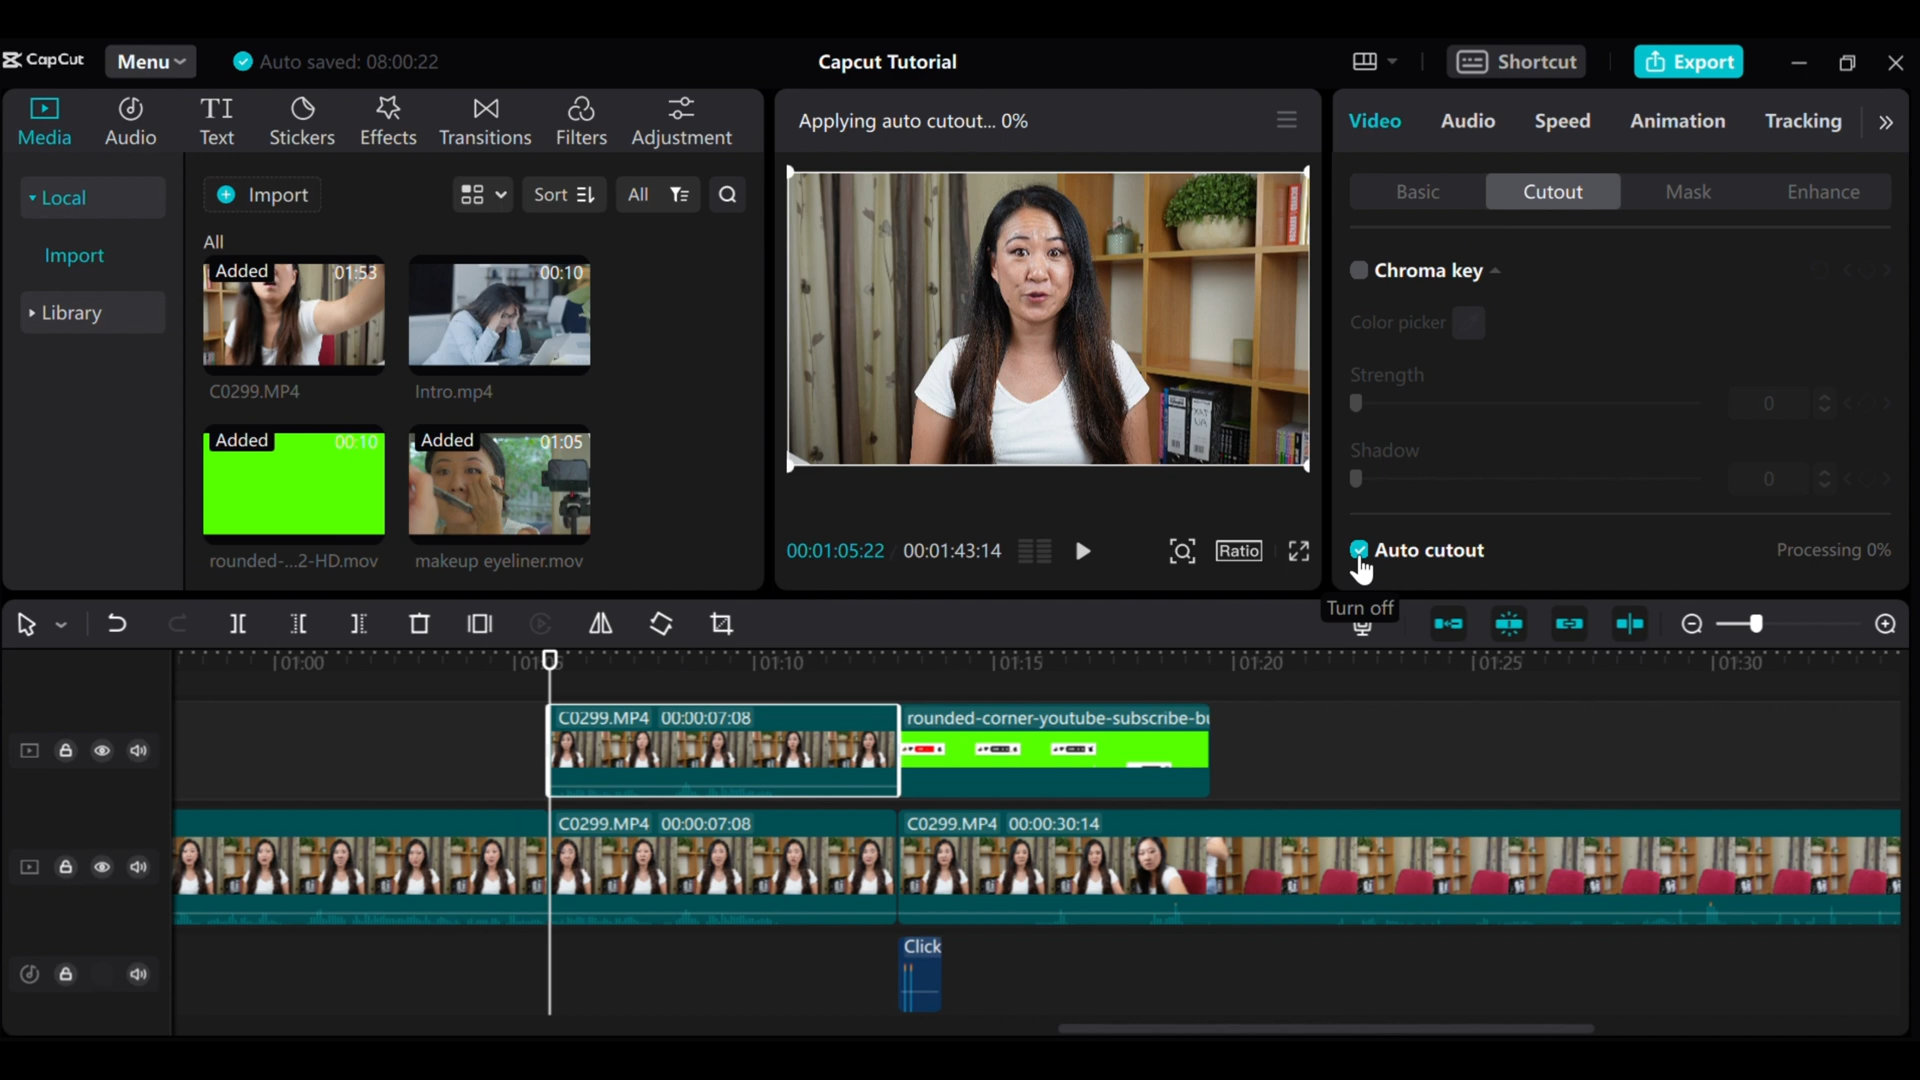 CapCut
Menu
Auto saved: 08:00:22
Capcut Tutorial
Shortcut
Export
Media
Audio
Text
Stickers
Effects
Transitions
Filters
Adjustment
Applying auto cutout... 0%
Video
Audio
Speed
Animation
Tracking
Local
Import
Library
Import
Sort
All
All
Added 01:53
C0299.MP4
00:10
Intro.mp4
Added 00:10
rounded-...2-HD.mov
Added 01:05
makeup eyeliner.mov
00:01:05:22 / 00:01:43:14
Ratio
Basic
Cutout
Mask
Enhance
Chroma key
Color picker
Strength
0
Shadow
0
Auto cutout
Processing 0%
Turn off
01:00
01:10
01:15
01:20
01:25
01:30
C0299.MP4 00:00:07:08
rounded-corner-youtube-subscribe-bu
C0299.MP4 00:00:07:08
C0299.MP4 00:00:30:14
Click